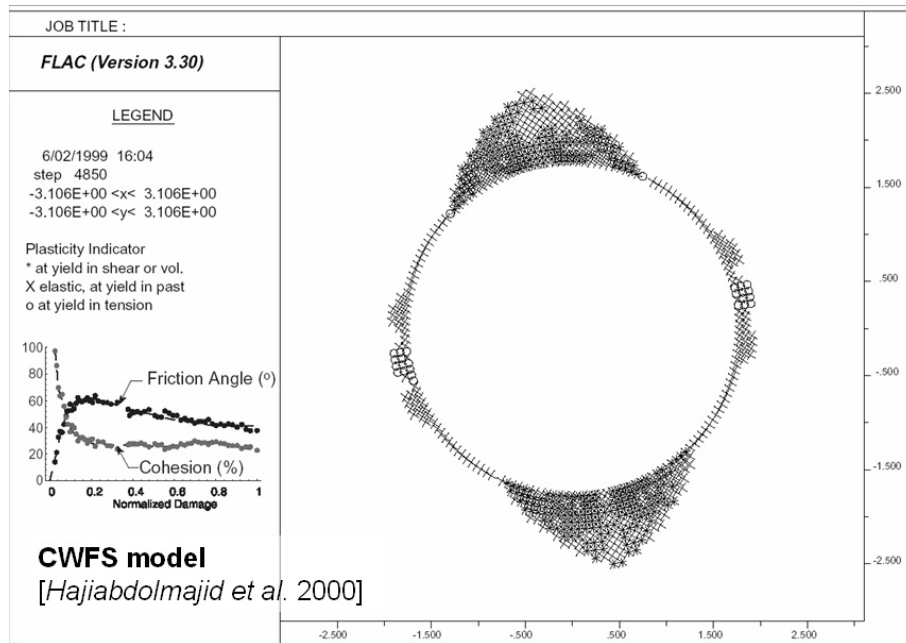 JOB TITLE :
FLAC (Version 3.30)
LEGEND
6/02/1999 16:04
step 4850
-3.106E+00 <x< 3.106E+00
-3.106E+00 <y< 3.106E+00
Plasticity Indicator
* at yield in shear or vol.
X elastic, at yield in past
o at yield in tension
100
80
60
40
20
0
Friction Angle (º)
Cohesion (%)
0 0.2 0.4 0.6 0.8 1
Normalized Damage
CWFS model
[Hajiabdolmajid et al. 2000]
2.500
1.500
.500
-.500
-1.500
-2.500
-2.500 -1.500 -.500 .500 1.500 2.500